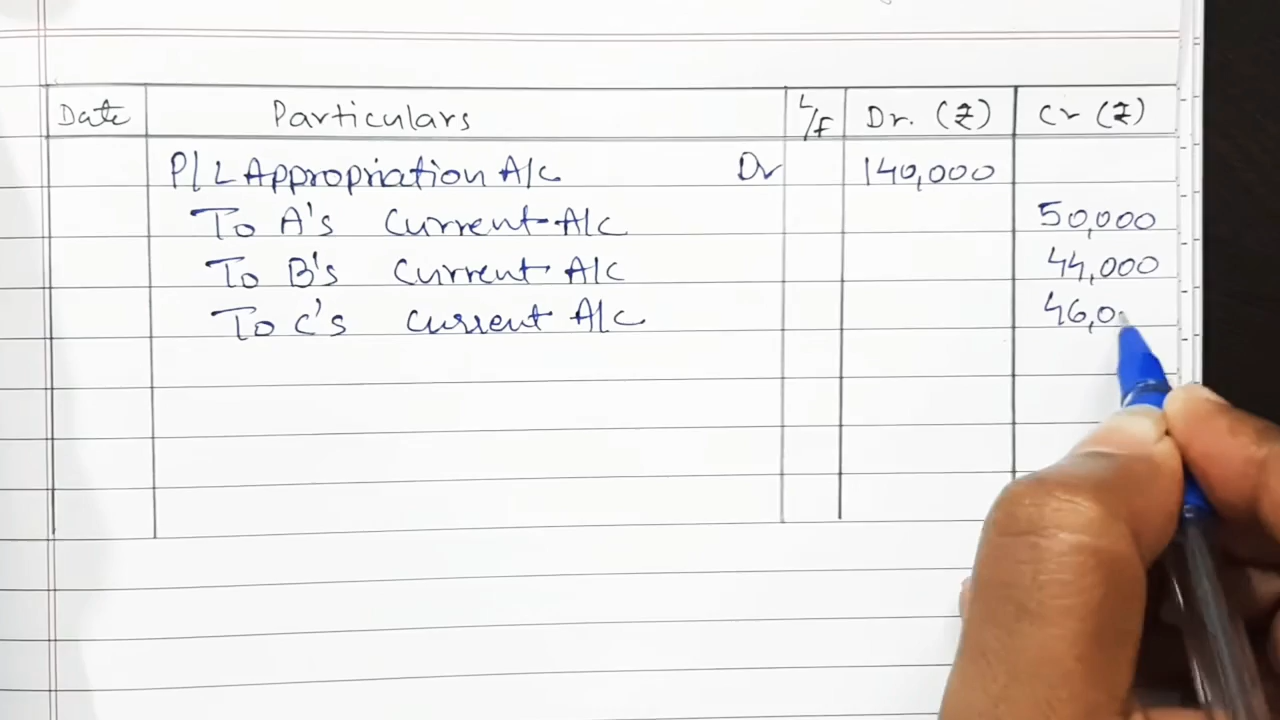 Date Particulars L/F Dr. (₹) Cr (₹)
P/L Appropriation A/c Dr 140,000
To A's Current A/c 50,000
To B's Current A/c 44,000
To C's Current A/c 46,0